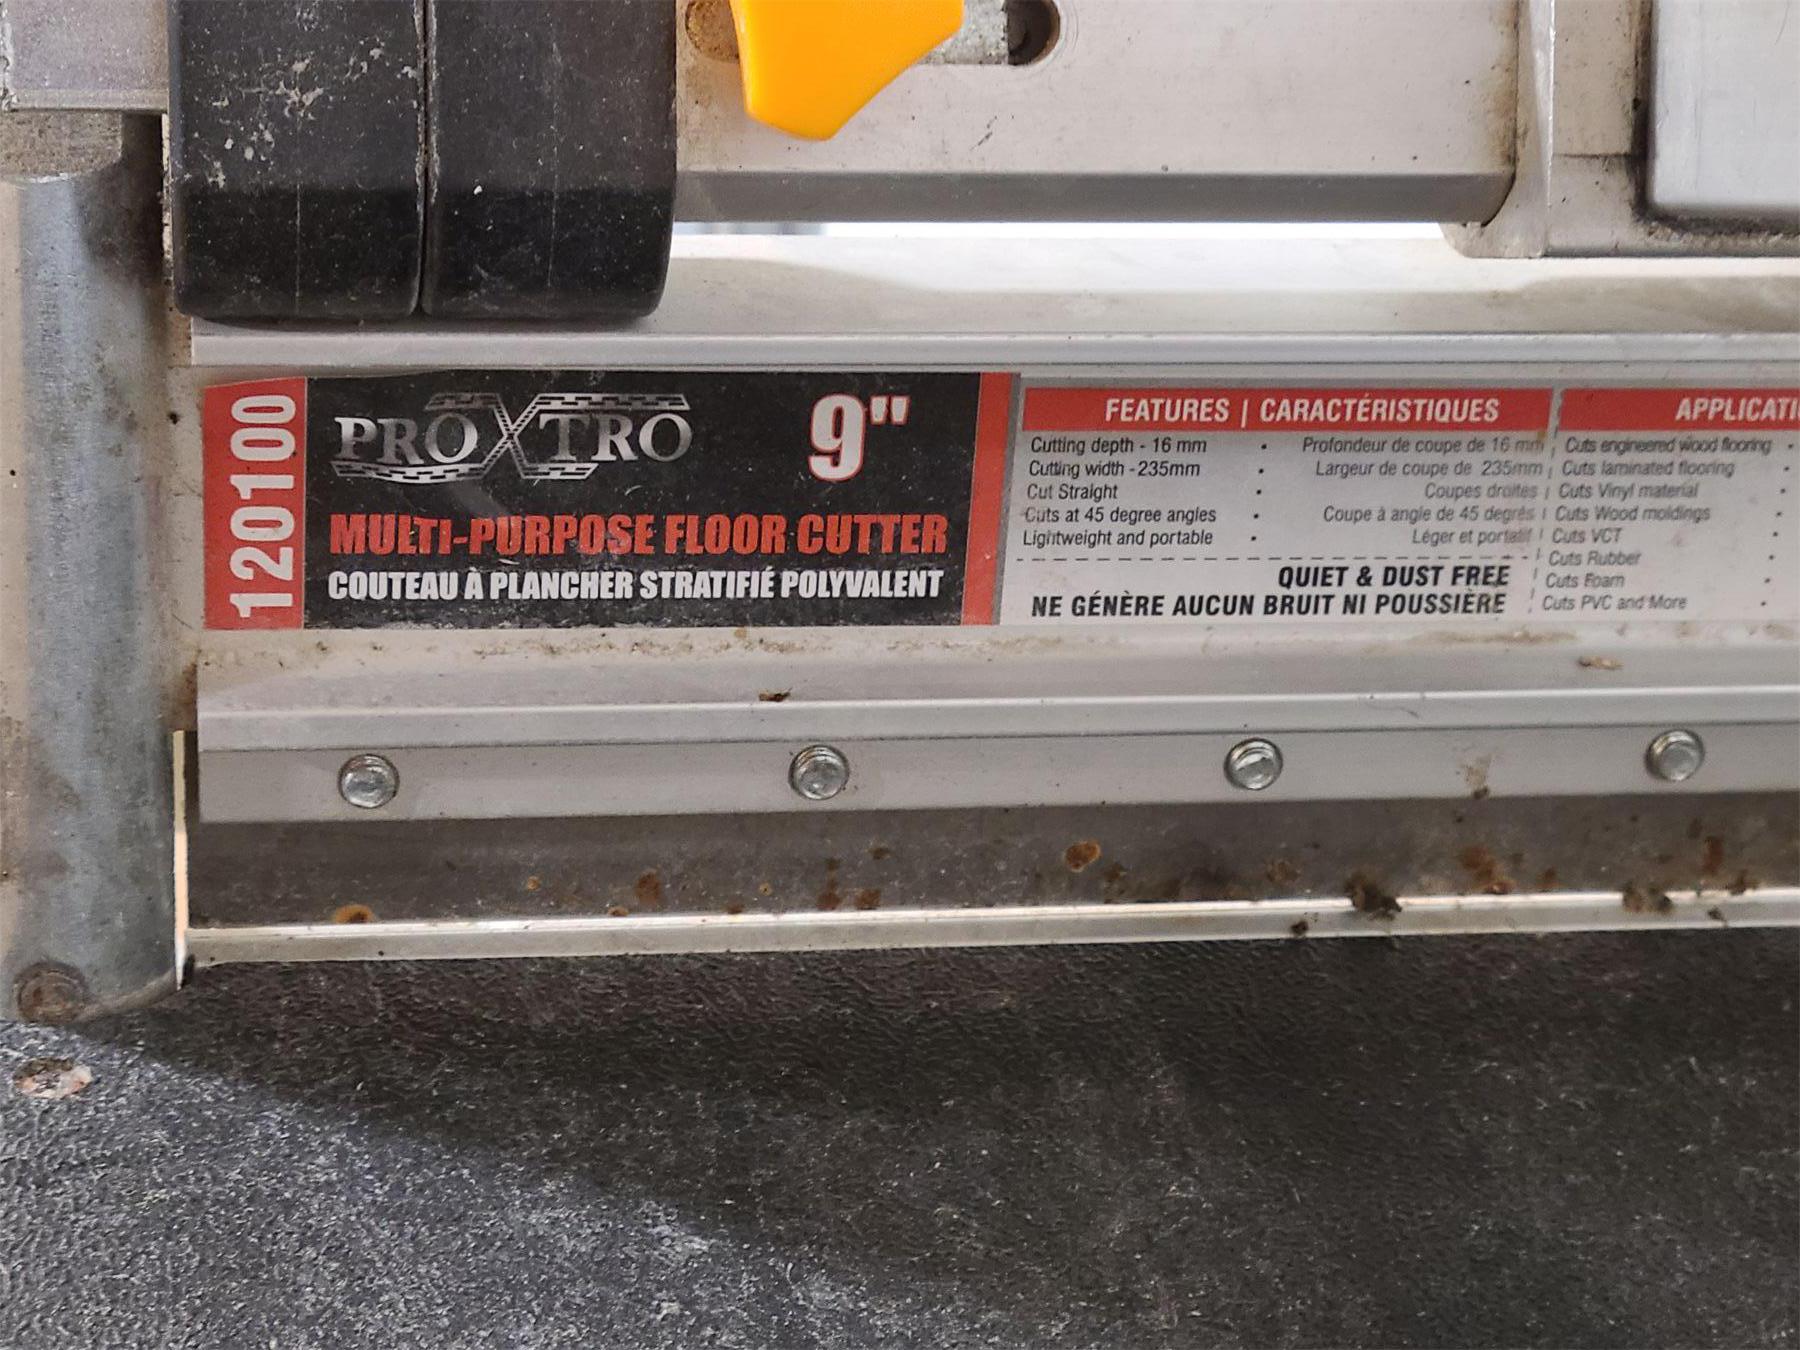 120100
PROXTRO 9"
MULTI-PURPOSE FLOOR CUTTER
COUTEAU À PLANCHER STRATIFIÉ POLYVALENT
FEATURES | CARACTÉRISTIQUES
Cutting depth - 16 mm • Profondeur de coupe de 16 mm
Cutting width - 235mm • Largeur de coupe de 235mm
Cut Straight • Coupes droites
Cuts at 45 degree angles • Coupe à angle de 45 degrés
Lightweight and portable • Léger et portatif
QUIET & DUST FREE
NE GÉNÈRE AUCUN BRUIT NI POUSSIÈRE
APPLICATI
Cuts engineered wood flooring •
Cuts laminated flooring •
Cuts Vinyl material •
Cuts Wood moldings •
Cuts VCT •
Cuts Rubber •
Cuts Foam •
Cuts PVC and More •